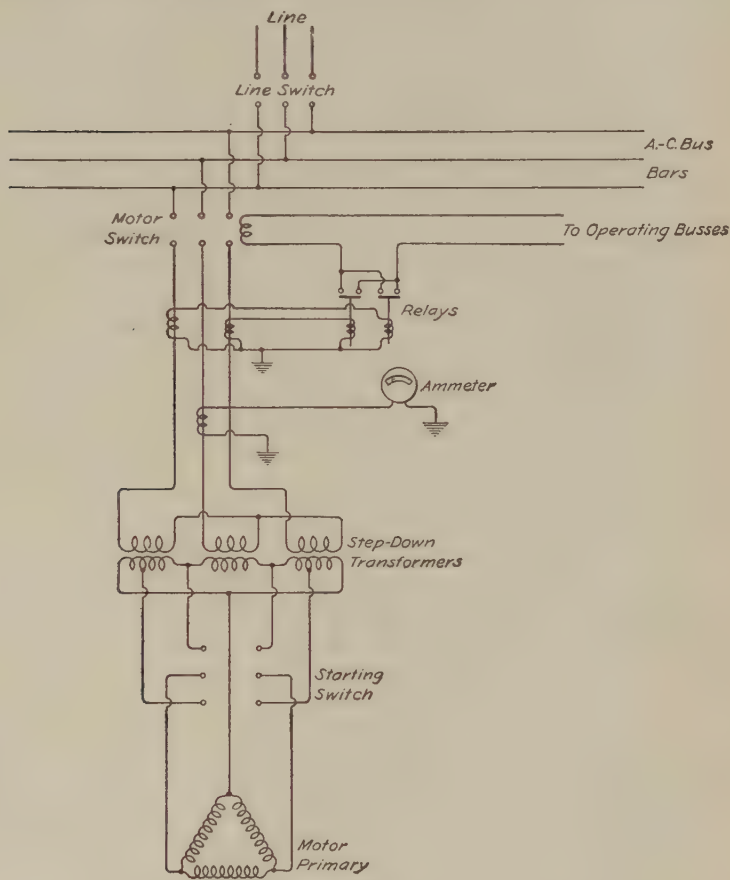 Line
Line Switch
A.-C. Bus
Bars
Motor
Switch
To Operating Busses
Relays
Ammeter
Step-Down
Transformers
Starting
Switch
Motor
Primary